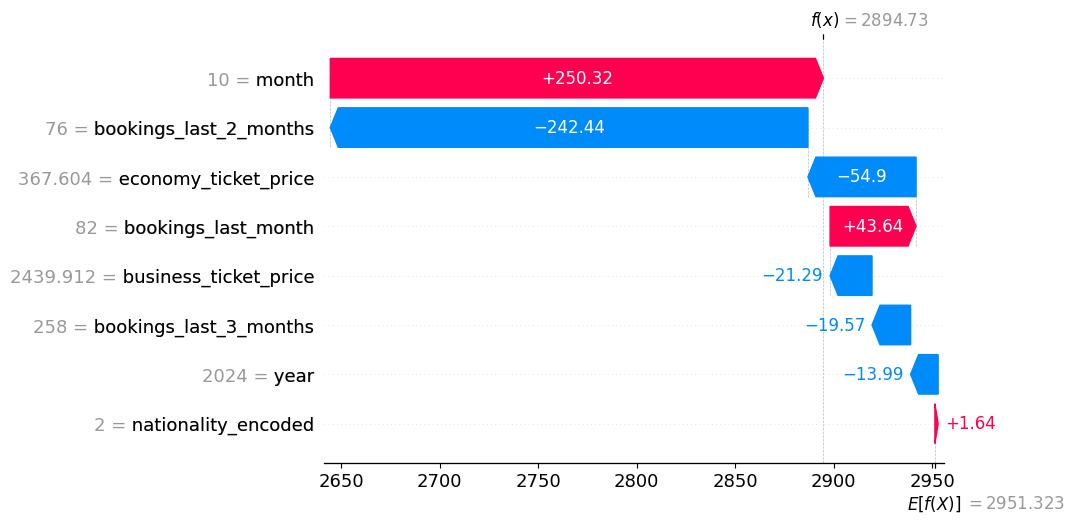 f(x) = 2894.73
10 = month
+250.32
76 = bookings_last_2_months
−242.44
367.604 = economy_ticket_price
−54.9
82 = bookings_last_month
+43.64
2439.912 = business_ticket_price
−21.29
258 = bookings_last_3_months
−19.57
2024 = year
−13.99
2 = nationality_encoded
+1.64
2650 2700 2750 2800 2850 2900 2950
E[f(X)] = 2951.323